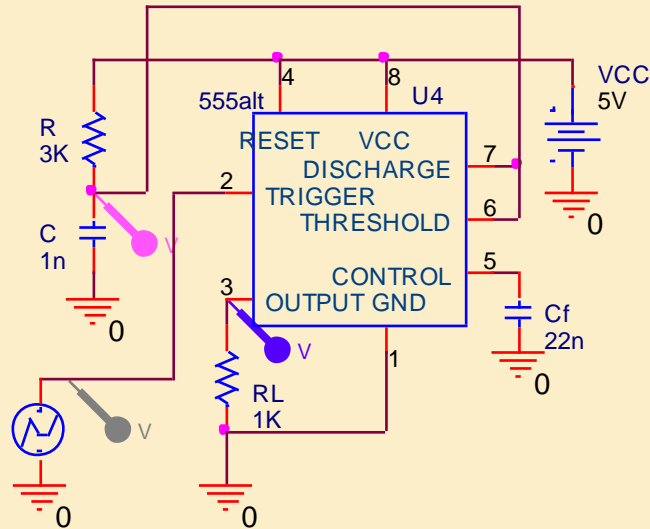 4
8
VCC
5V
555alt
U4
R
3K
RESET
VCC
DISCHARGE
7
2
TRIGGER
THRESHOLD
6
C
1n
V
0
CONTROL
5
3
OUTPUT GND
Cf
22n
0
0
V
1
RL
1K
V
0
0